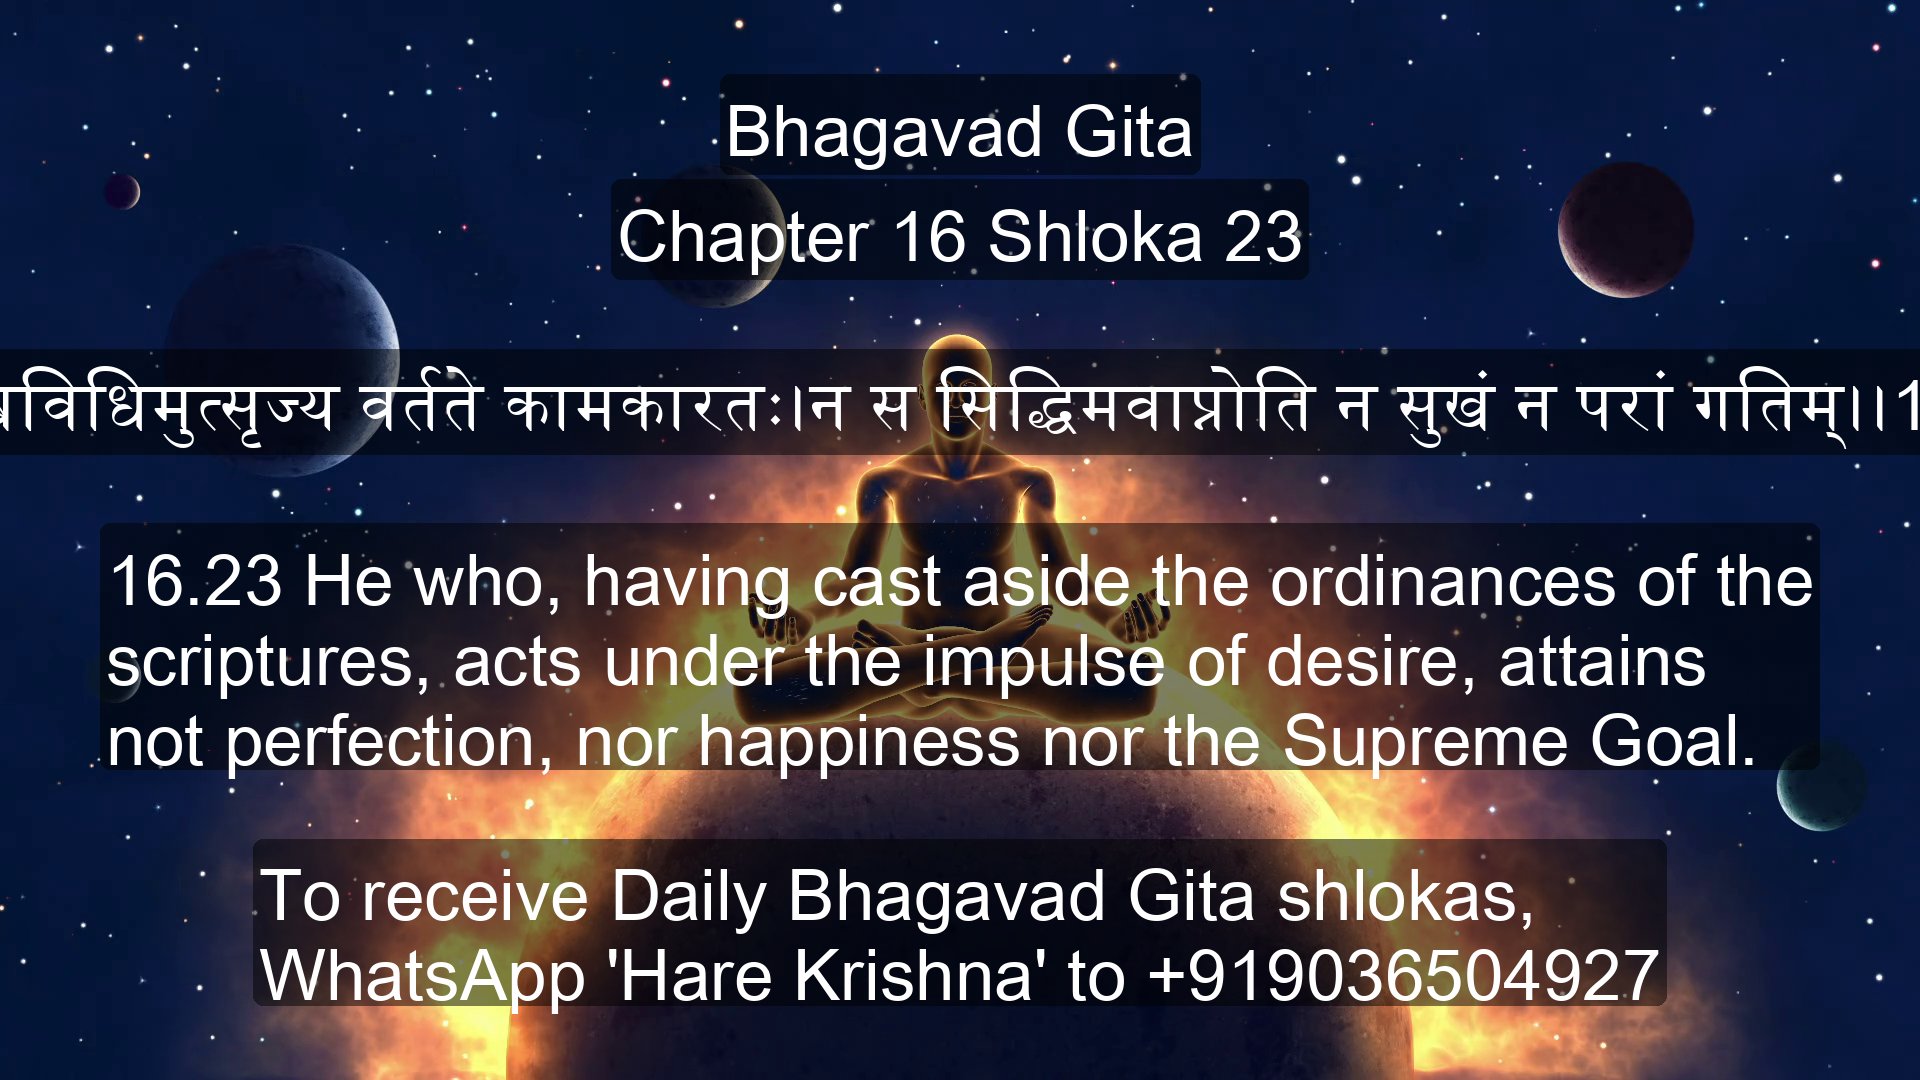 Bhagavad Gita
Chapter 16 Shloka 23
वर्तते कामकारतः।न स सिद्धिमवाप्नोति न सुखं न परां गतिम्।।1
16.23 He who, having cast aside the ordinances of the
scriptures, acts under the impulse of desire, attains
not perfection, nor happiness nor the Supreme Goal.
To receive Daily Bhagavad Gita shlokas,
WhatsApp 'Hare Krishna' to +919036504927